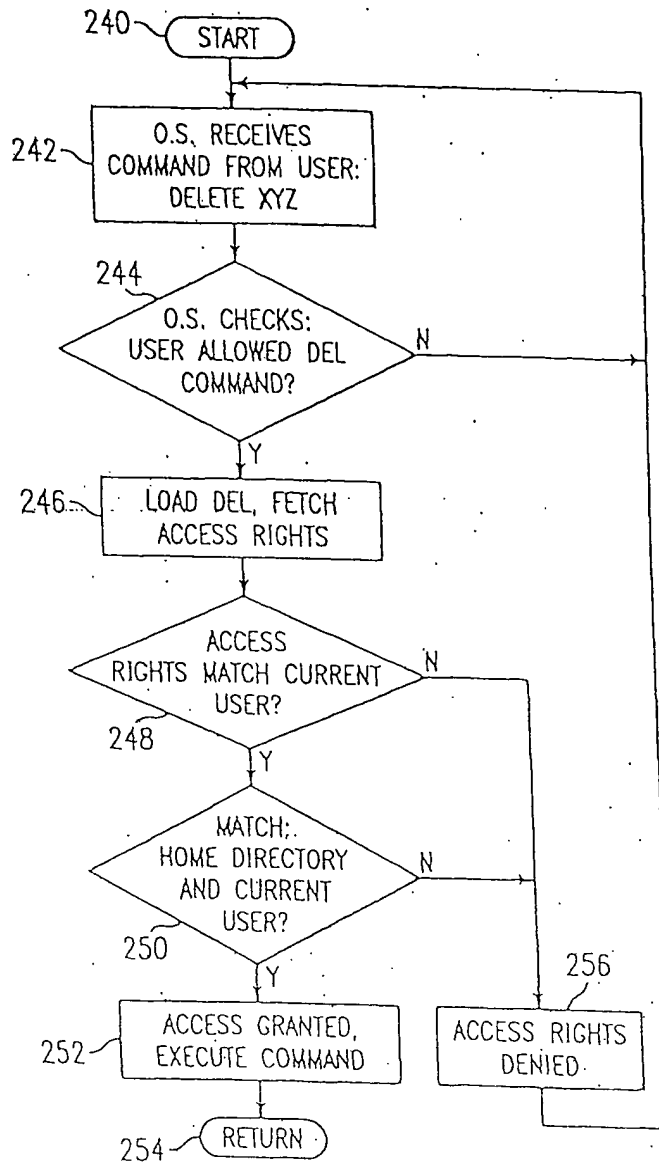 240
START
242
O.S. RECEIVES
COMMAND FROM USER:
DELETE XYZ
244
O.S. CHECKS:
USER ALLOWED DEL
COMMAND?
N
Y
246
LOAD DEL, FETCH
ACCESS RIGHTS
ACCESS
RIGHTS MATCH CURRENT
USER?
N
248
Y
MATCH:
HOME DIRECTORY
AND CURRENT
USER?
N
250
Y
256
252
ACCESS GRANTED,
EXECUTE COMMAND
ACCESS RIGHTS
DENIED
254
RETURN